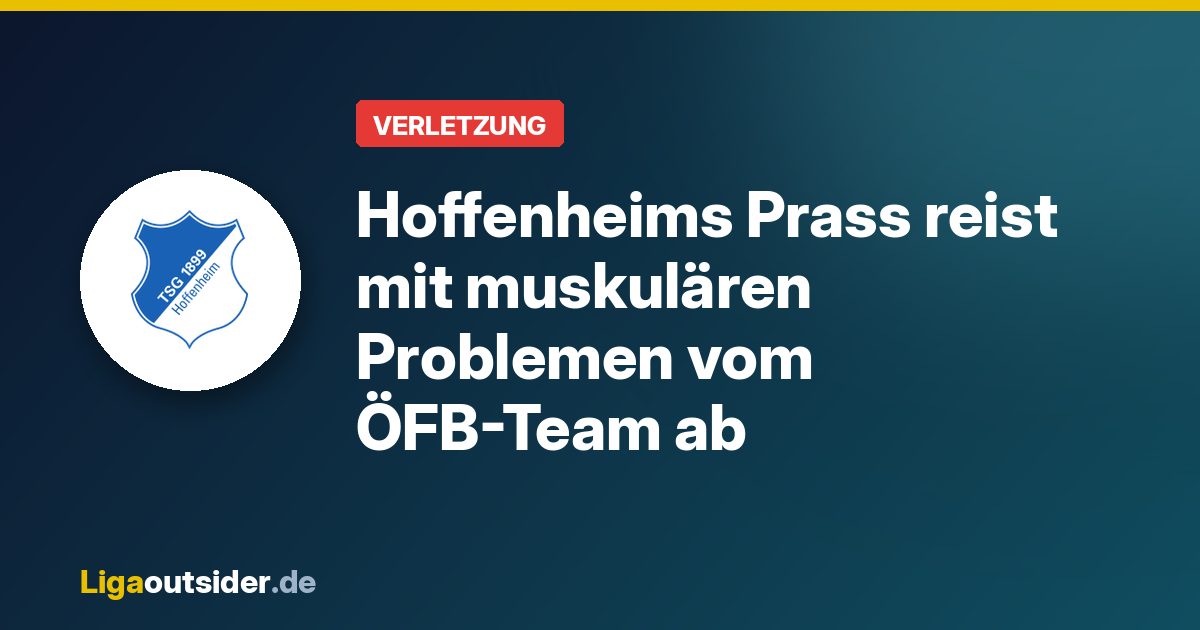 VERLETZUNG
Hoffenheims Prass reist
mit muskulären
Problemen vom
ÖFB-Team ab
TSG 1899
Hoffenheim
Ligaoutsider.de